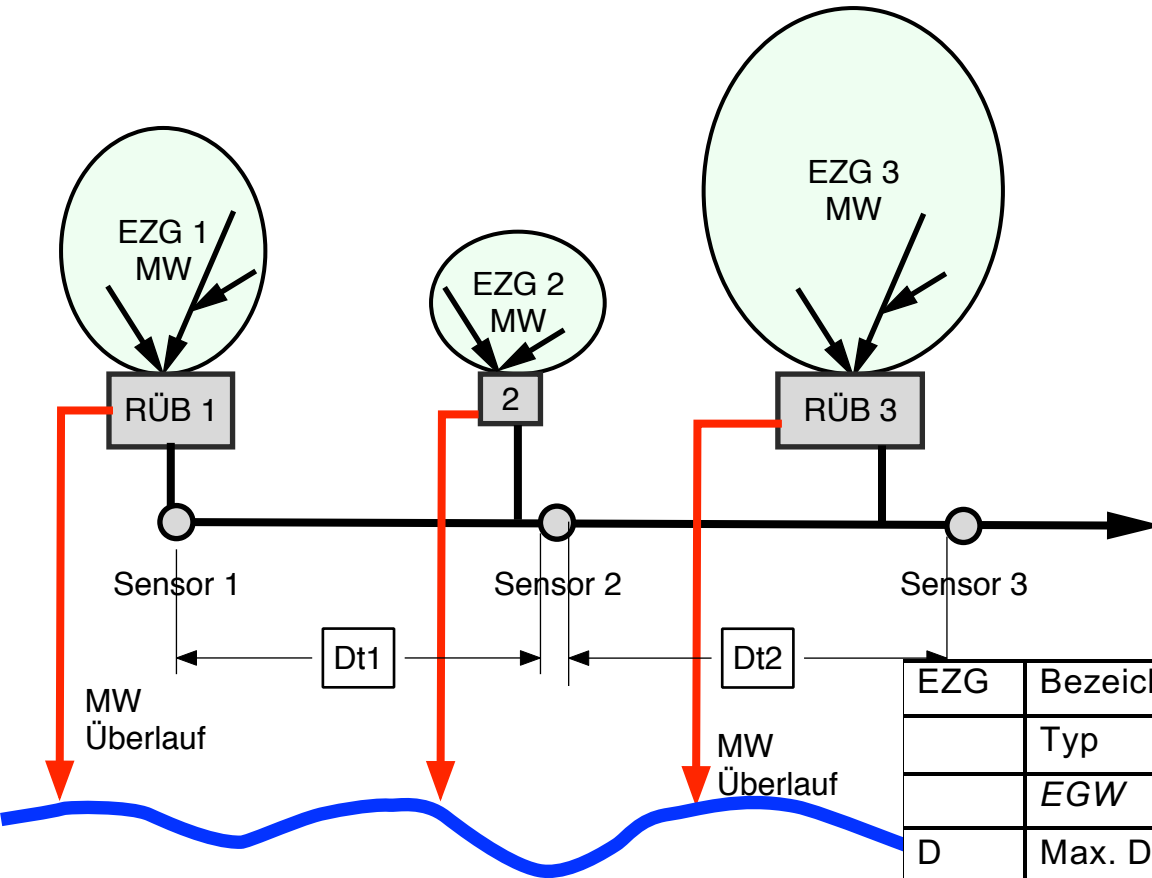 EZG 1
MW
EZG 2
MW
EZG 3
MW
RÜB 1
2
RÜB 3
Sensor 1
Sensor 2
Sensor 3
Dt1
Dt2
MW
Überlauf
MW
Überlauf
EZG
Typ
EGW
D Max. D